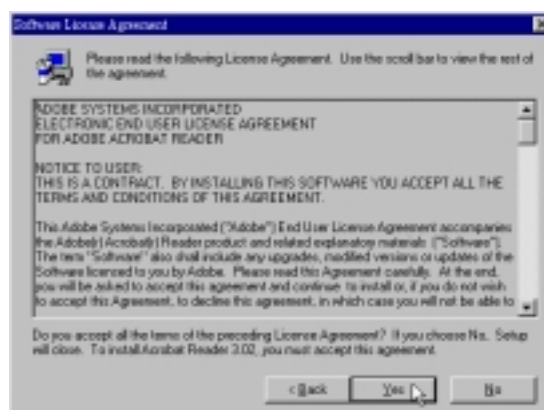 Software License Agreement
Please read the following License Agreement. Use the scroll bar to view the rest of
the agreement.
ADOBE SYSTEMS INCORPORATED
ELECTRONIC END USER LICENSE AGREEMENT
FOR ADOBE ACROBAT READER
NOTICE TO USER:
THIS IS A CONTRACT. BY INSTALLING THIS SOFTWARE YOU ACCEPT ALL THE
TERMS AND CONDITIONS OF THIS AGREEMENT.
This Adobe Systems Incorporated ("Adobe") End User License Agreement accompanies
the Adobe(r) Acrobat(r) Reader product and related explanatory materials ("Software").
The term "Software" also shall include any upgrades, modified versions or updates of the
Software licensed to you by Adobe. Please read this Agreement carefully. At the end,
you will be asked to accept this agreement and continue to install or, if you do not wish
to accept this Agreement, to decline this agreement, in which case you will not be able to
Do you accept all the terms of the preceding License Agreement? If you choose No, Setup
will close. To install Acrobat Reader 3.02, you must accept this agreement.
< Back Yes No